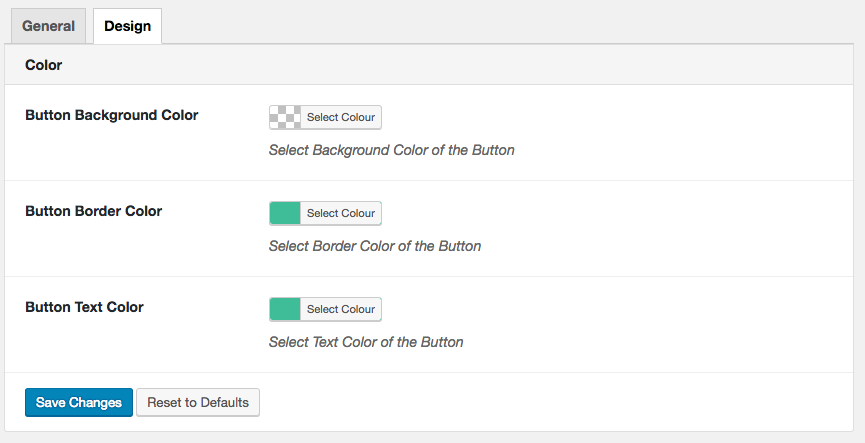 General Design
Color
Button Background Color Select Colour
Select Background Color of the Button
Button Border Color Select Colour
Select Border Color of the Button
Button Text Color Select Colour
Select Text Color of the Button
Save Changes Reset to Defaults